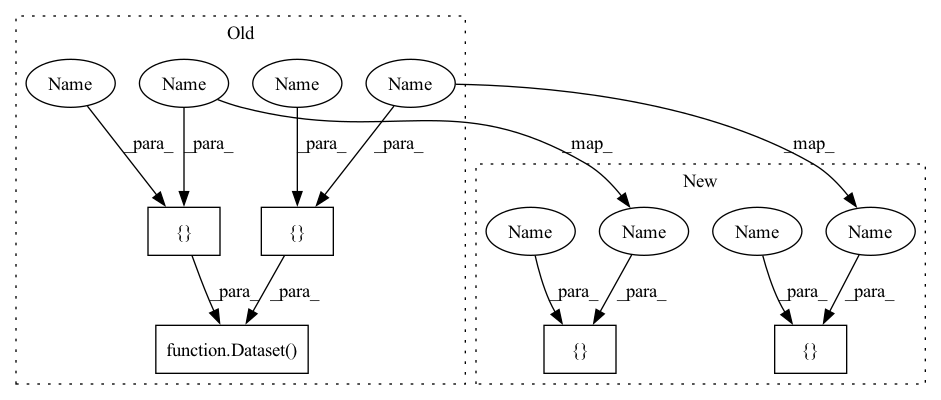 Old
Name Name Name Name
_para_ _para_ _para_ _para_ _map_ _map_
New
{} {} Name Name Name Name
_para_ _para_ _para_ _para_ _para_ _para_
function.Dataset() {} {}